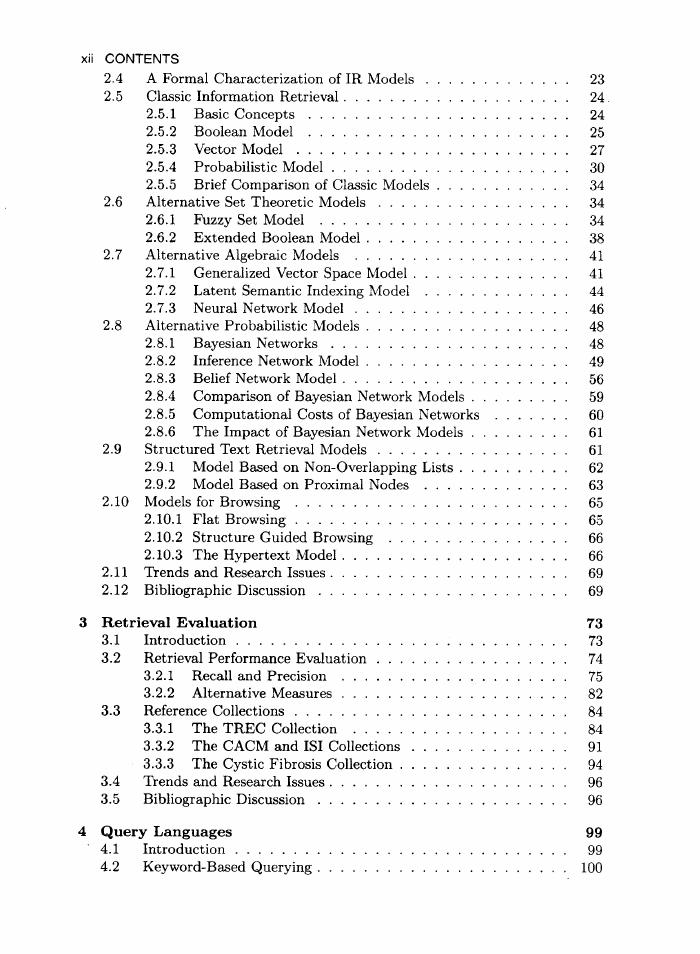 xii CONTENTS
2.4 A Formal Characterization of IR Models . . . . . . . . . . . . . 23
2.5 Classic Information Retrieval . . . . . . . . . . . . . . . . . . . . 24
2.5.1 Basic Concepts . . . . . . . . . . . . . . . . . . . . . . . 24
2.5.2 Boolean Model . . . . . . . . . . . . . . . . . . . . . . . 25
2.5.3 Vector Model . . . . . . . . . . . . . . . . . . . . . . . . 27
2.5.4 Probabilistic Model . . . . . . . . . . . . . . . . . . . . . 30
2.5.5 Brief Comparison of Classic Models . . . . . . . . . . . . 34
2.6 Alternative Set Theoretic Models . . . . . . . . . . . . . . . . . 34
2.6.1 Fuzzy Set Model . . . . . . . . . . . . . . . . . . . . . . 34
2.6.2 Extended Boolean Model . . . . . . . . . . . . . . . . . . 38
2.7 Alternative Algebraic Models . . . . . . . . . . . . . . . . . . . 41
2.7.1 Generalized Vector Space Model . . . . . . . . . . . . . . 41
2.7.2 Latent Semantic Indexing Model . . . . . . . . . . . . . 44
2.7.3 Neural Network Model . . . . . . . . . . . . . . . . . . . 46
2.8 Alternative Probabilistic Models . . . . . . . . . . . . . . . . . . 48
2.8.1 Bayesian Networks . . . . . . . . . . . . . . . . . . . . . 48
2.8.2 Inference Network Model . . . . . . . . . . . . . . . . . . 49
2.8.3 Belief Network Model . . . . . . . . . . . . . . . . . . . . 56
2.8.4 Comparison of Bayesian Network Models . . . . . . . . . 59
2.8.5 Computational Costs of Bayesian Networks . . . . . . . 60
2.8.6 The Impact of Bayesian Network Models . . . . . . . . . 61
2.9 Structured Text Retrieval Models . . . . . . . . . . . . . . . . . 61
2.9.1 Model Based on Non-Overlapping Lists . . . . . . . . . . 62
2.9.2 Model Based on Proximal Nodes . . . . . . . . . . . . . 63
2.10 Models for Browsing . . . . . . . . . . . . . . . . . . . . . . . . 65
2.10.1 Flat Browsing . . . . . . . . . . . . . . . . . . . . . . . . 65
2.10.2 Structure Guided Browsing . . . . . . . . . . . . . . . . 66
2.10.3 The Hypertext Model . . . . . . . . . . . . . . . . . . . . 66
2.11 Trends and Research Issues . . . . . . . . . . . . . . . . . . . . . 69
2.12 Bibliographic Discussion . . . . . . . . . . . . . . . . . . . . . . 69
3 Retrieval Evaluation 73
3.1 Introduction . . . . . . . . . . . . . . . . . . . . . . . . . . . . . 73
3.2 Retrieval Performance Evaluation . . . . . . . . . . . . . . . . . 74
3.2.1 Recall and Precision . . . . . . . . . . . . . . . . . . . . 75
3.2.2 Alternative Measures . . . . . . . . . . . . . . . . . . . . 82
3.3 Reference Collections . . . . . . . . . . . . . . . . . . . . . . . . 84
3.3.1 The TREC Collection . . . . . . . . . . . . . . . . . . . 84
3.3.2 The CACM and ISI Collections . . . . . . . . . . . . . . 91
3.3.3 The Cystic Fibrosis Collection . . . . . . . . . . . . . . . 94
3.4 Trends and Research Issues . . . . . . . . . . . . . . . . . . . . . 96
3.5 Bibliographic Discussion . . . . . . . . . . . . . . . . . . . . . . 96
4 Query Languages 99
4.1 Introduction . . . . . . . . . . . . . . . . . . . . . . . . . . . . . 99
4.2 Keyword-Based Querying . . . . . . . . . . . . . . . . . . . . . . 100